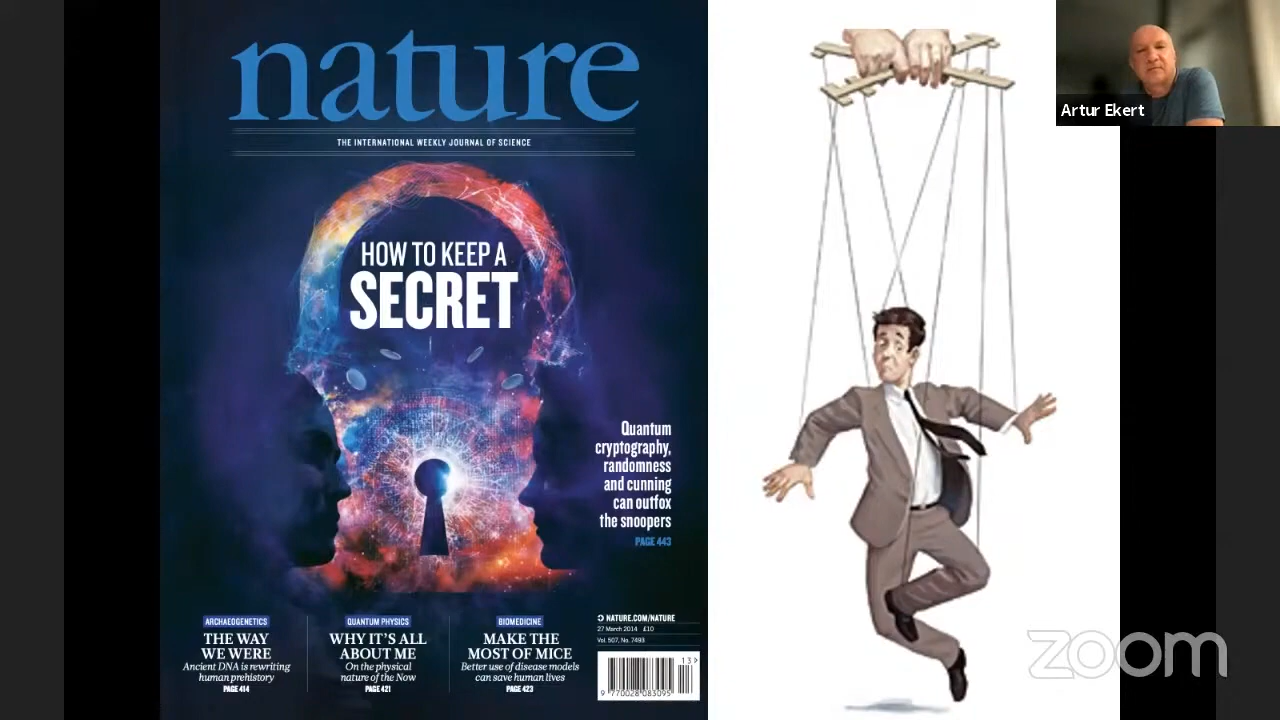 nature
THE INTERNATIONAL WEEKLY JOURNAL OF SCIENCE
HOW TO KEEP A
SECRET
Quantum
cryptography,
randomness
and cunning
can outfox
the snoopers
PAGE 443
ARCHAEOGENETICS
THE WAY
WE WERE
Ancient DNA is rewriting
human prehistory
PAGE 414
QUANTUM PHYSICS
WHY IT'S ALL
ABOUT ME
On the physical
nature of the Now
PAGE 421
BIOMEDICINE
MAKE THE
MOST OF MICE
Better use of disease models
can save human lives
PAGE 423
NATURE.COM/NATURE
27 March 2014 £10
Vol. 507, No. 7493
13
9 770028 083095
Artur Ekert
zoom